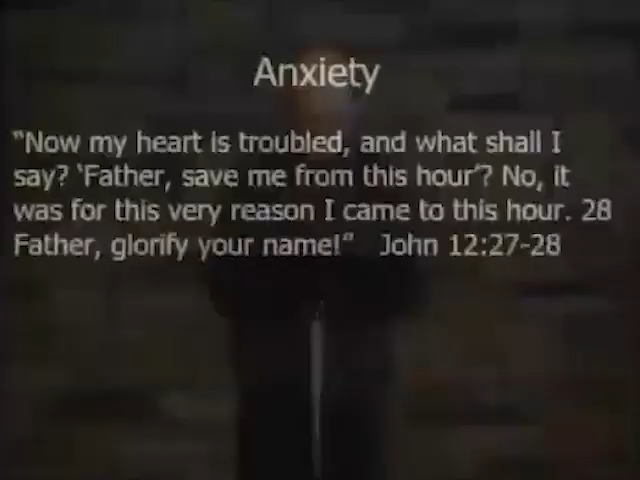 Anxiety
“Now my heart is troubled, and what shall I
say? ‘Father, save me from this hour’? No, it
was for this very reason I came to this hour. 28
Father, glorify your name!” John 12:27-28